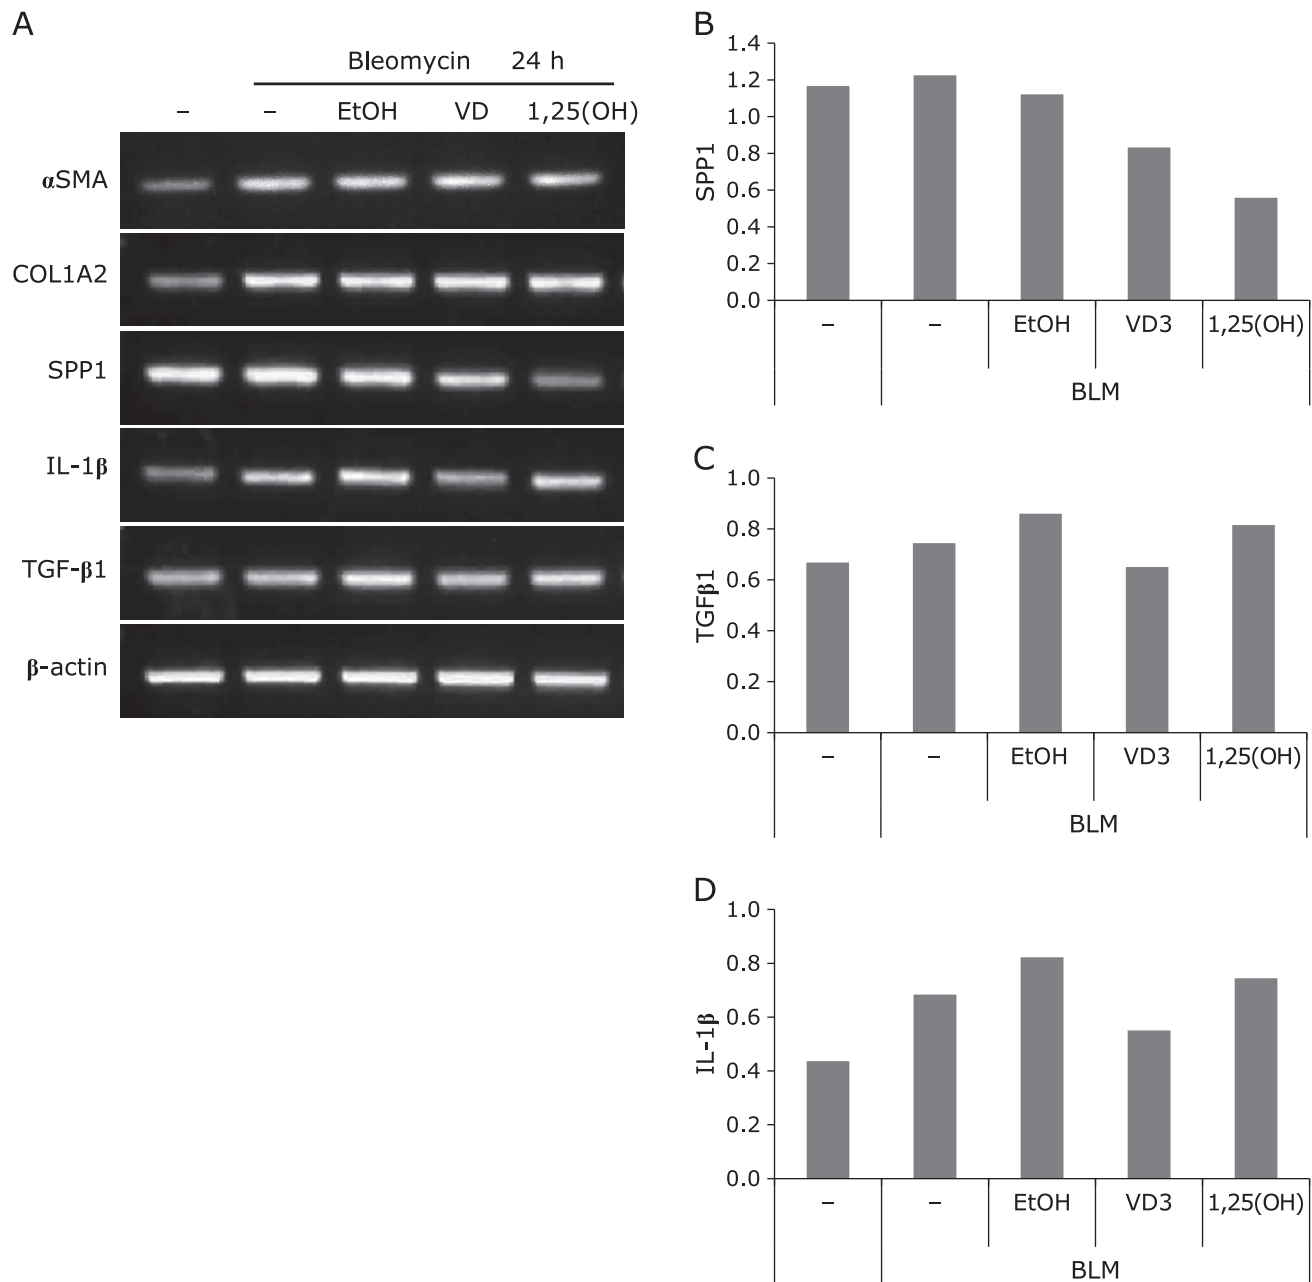 A
Bleomycin 24 h
– – EtOH VD 1,25(OH)
αSMA
COL1A2
SPP1
IL-1β
TGF-β1
β-actin
B
SPP1
1.4
1.2
1.0
0.8
0.6
0.4
0.2
0.0
– – EtOH VD3 1,25(OH)
BLM
C
TGFβ1
1.0
0.8
0.6
0.4
0.2
0.0
– – EtOH VD3 1,25(OH)
BLM
D
IL-1β
1.0
0.8
0.6
0.4
0.2
0.0
– – EtOH VD3 1,25(OH)
BLM